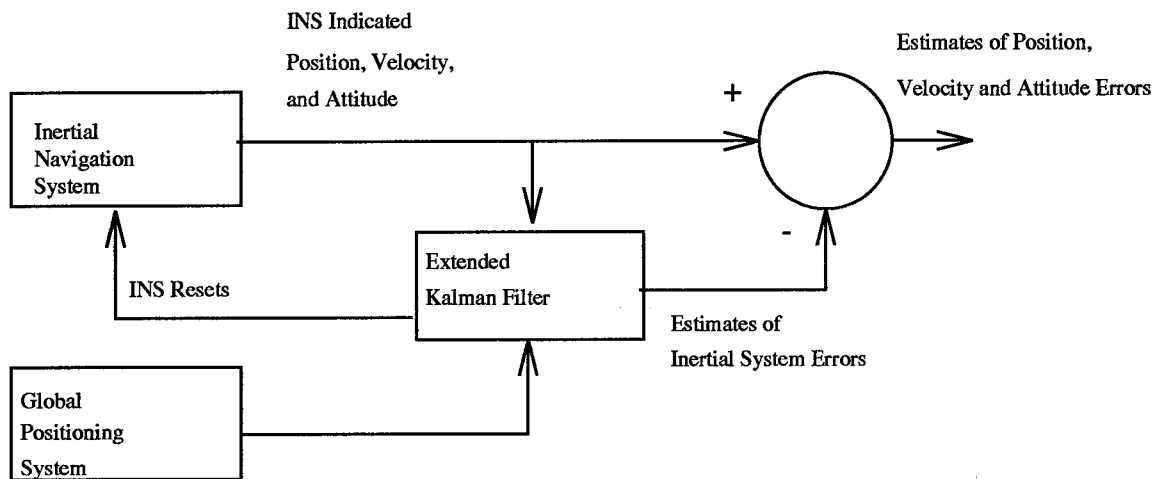 INS Indicated
Position, Velocity,
and Attitude
Estimates of Position,
Velocity and Attitude Errors
+
Inertial
Navigation
System
-
Extended
Kalman Filter
INS Resets
Estimates of
Inertial System Errors
Global
Positioning
System